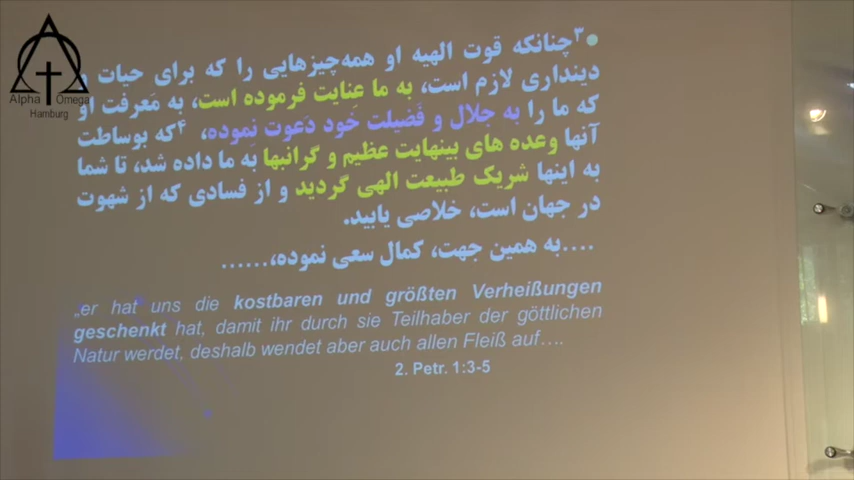 Alpha Omega
Hamburg
۳چنانکه قوت الهیه او همه‌چیزهایی را که برای حیات و
دینداری لازم است، به ما عنایت فرموده است، به مَعرفت او
که ما را به جلال و فَضیلت خود دَعوت نموده، ۴که بوساطت
آنها وعده های بینهایت عظیم و گرانبها به ما داده شد، تا شما
به اینها شریک طبیعت الهی گردید و از فسادی که از شهوت
در جهان است، خلاصی یابید.
....به همین جهت، کمال سعی نموده،......
„er hat uns die kostbaren und größten Verheißungen
geschenkt hat, damit ihr durch sie Teilhaber der göttlichen
Natur werdet, deshalb wendet aber auch allen Fleiß auf….
2. Petr. 1:3-5